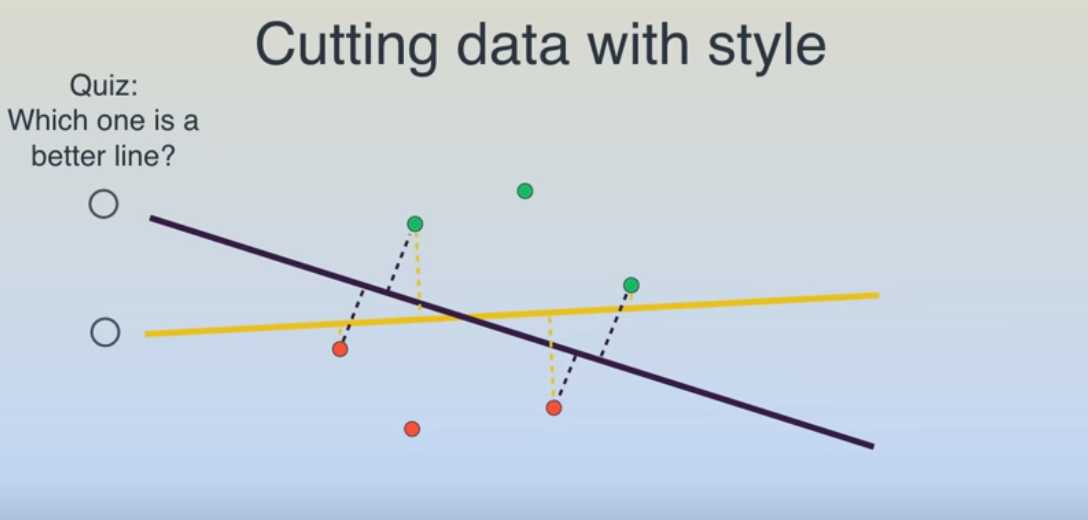 Cutting data with style
Quiz:
Which one is a
better line?